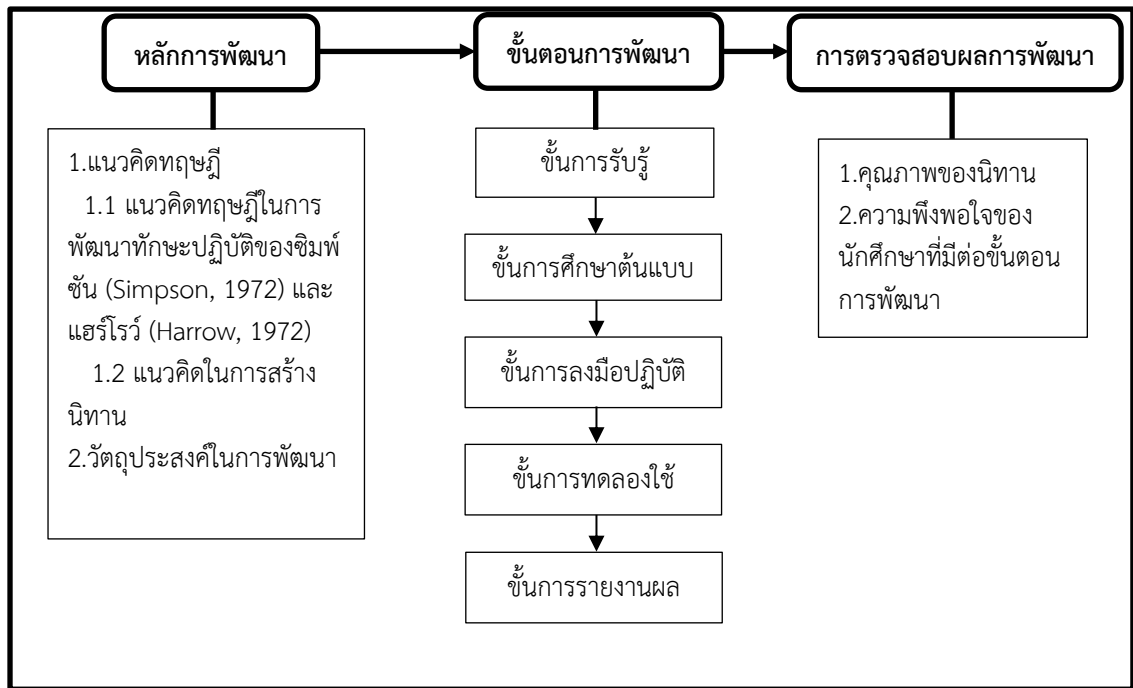 หลักการพัฒนา
1.แนวคิดทฤษฎี
1.1 แนวคิดทฤษฎีในการ
พัฒนาทักษะปฏิบัติของซิมพ์
ซัน (Simpson, 1972) และ
แฮร์โรว์ (Harrow, 1972)
1.2 แนวคิดในการสร้าง
นิทาน
2.วัตถุประสงค์ในการพัฒนา
ขั้นตอนการพัฒนา
ขั้นการรับรู้
ขั้นการศึกษาต้นแบบ
ขั้นการลงมือปฏิบัติ
ขั้นการทดลองใช้
ขั้นการรายงานผล
การตรวจสอบผลการพัฒนา
1.คุณภาพของนิทาน
2.ความพึงพอใจของ
นักศึกษาที่มีต่อขั้นตอน
การพัฒนา